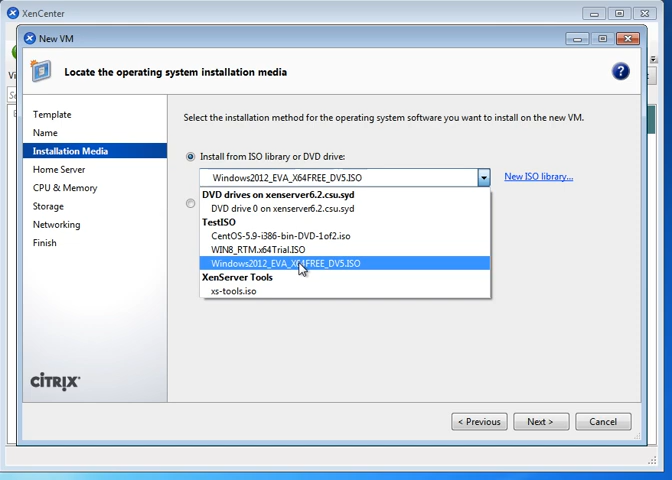 XenCenter
New VM
Locate the operating system installation media
?
Template
Name
Installation Media
Home Server
CPU & Memory
Storage
Networking
Finish
CITRIX
Select the installation method for the operating system software you want to install on the new VM.
Install from ISO library or DVD drive:
Windows2012_EVA_X64FREE_DV5.ISO
New ISO library...
DVD drives on xenserver6.2.csu.syd
DVD drive 0 on xenserver6.2.csu.syd
TestISO
CentOS-5.9-i386-bin-DVD-1of2.iso
WIN8_RTM.x64Trial.ISO
Windows2012_EVA_X64FREE_DV5.ISO
XenServer Tools
xs-tools.iso
< Previous
Next >
Cancel